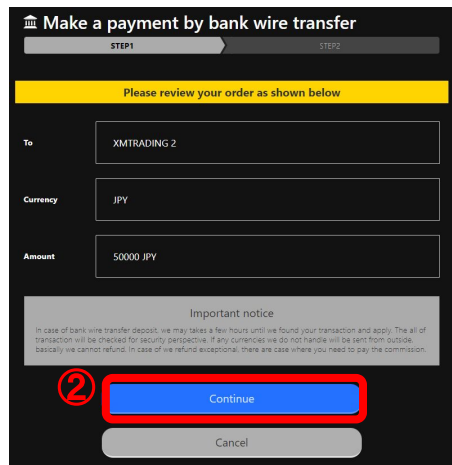 Make a payment by bank wire transfer
STEP1
STEP2
Please review your order as shown below
To
XMTRADING 2
Currency
JPY
Amount
50000 JPY
Important notice
In case of bank wire transfer deposit, we may takes a few hours until we found your transaction and apply. The all of
transaction will be checked for security perspective. If any currencies we do not handle will be sent from outside,
basically we cannot refund. In case of we refund exceptional, there are case where you need to pay the commission.
②
Continue
Cancel